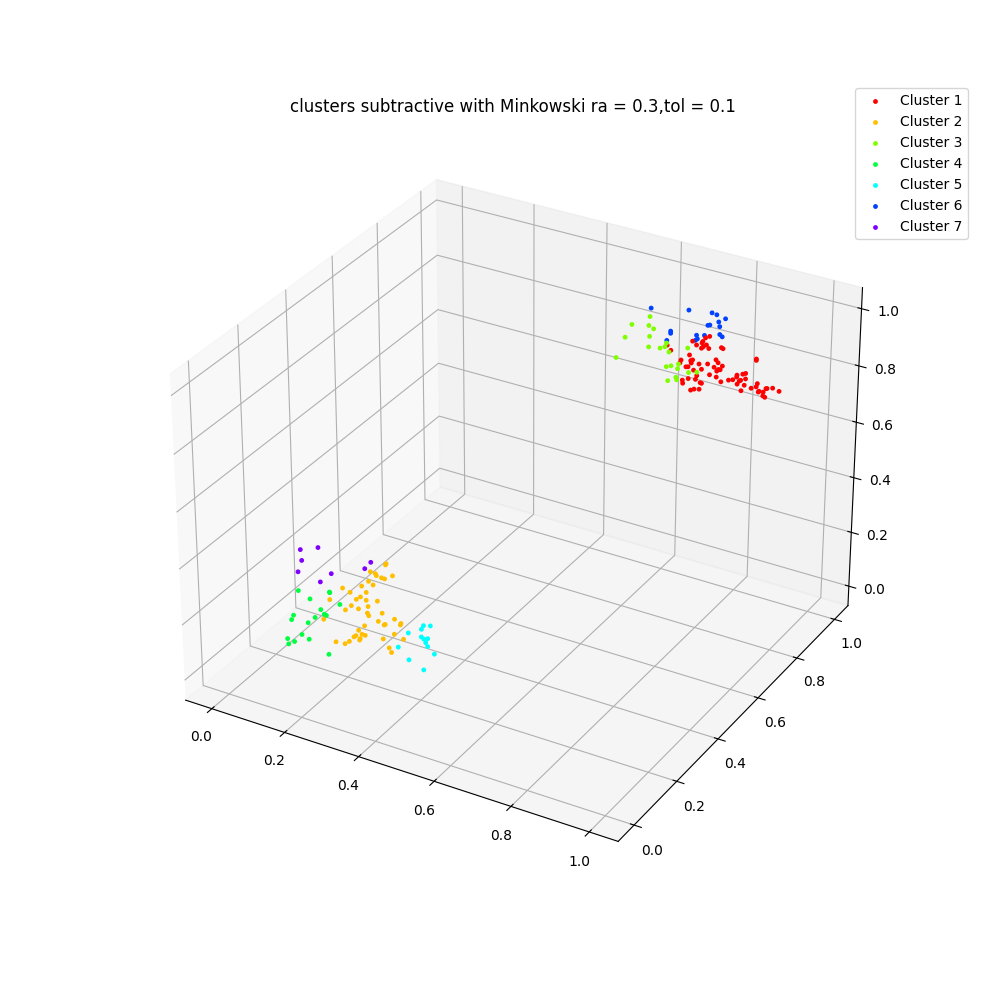 clusters subtractive with Minkowski ra = 0.3,tol = 0.1
Cluster 1
Cluster 2
Cluster 3
Cluster 4
Cluster 5
Cluster 6
Cluster 7
1.0
0.8
0.6
0.4
0.2
0.0
1.0
0.8
0.6
0.4
0.2
0.0
0.0
0.2
0.4
0.6
0.8
1.0